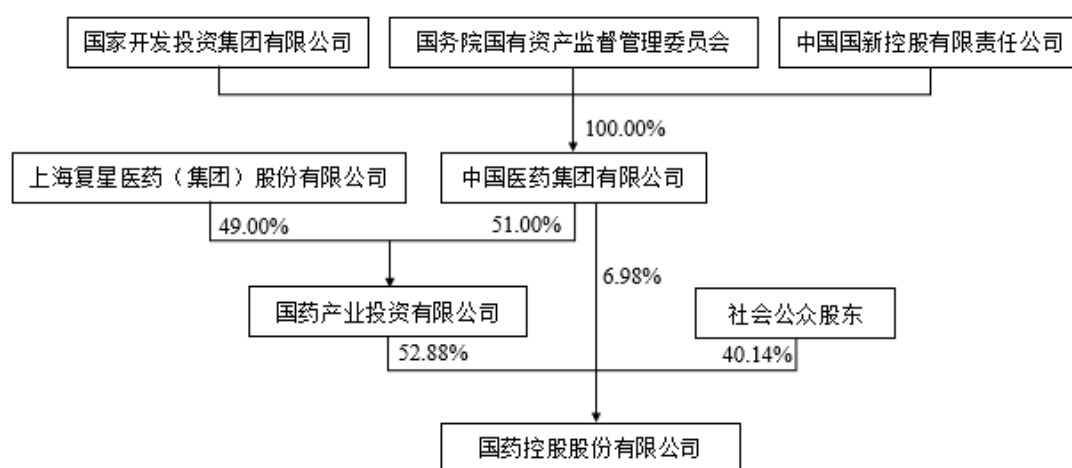 国家开发投资集团有限公司
国务院国有资产监督管理委员会
中国国新控股有限责任公司
100.00%
上海复星医药（集团）股份有限公司
中国医药集团有限公司
49.00%
51.00%
6.98%
国药产业投资有限公司
社会公众股东
52.88%
40.14%
国药控股股份有限公司